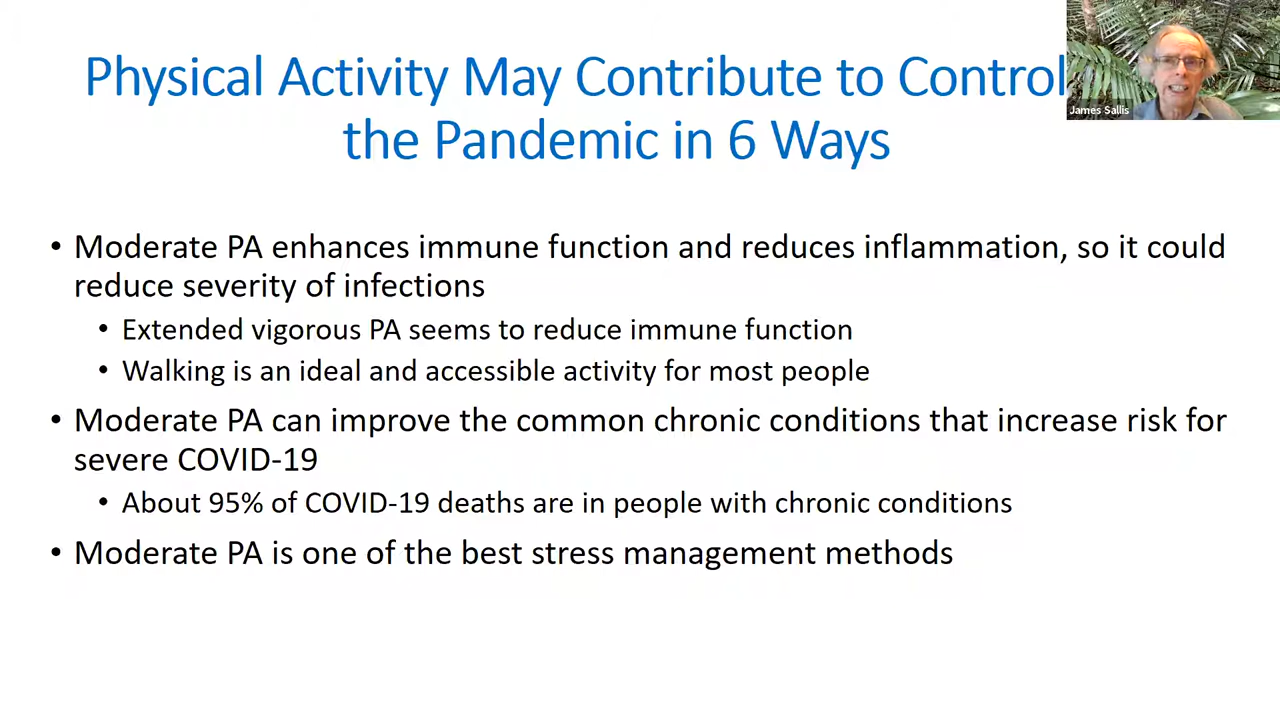 Physical Activity May Contribute to Control
the Pandemic in 6 Ways
James Sallis
• Moderate PA enhances immune function and reduces inflammation, so it could
reduce severity of infections
• Extended vigorous PA seems to reduce immune function
• Walking is an ideal and accessible activity for most people
• Moderate PA can improve the common chronic conditions that increase risk for
severe COVID-19
• About 95% of COVID-19 deaths are in people with chronic conditions
• Moderate PA is one of the best stress management methods